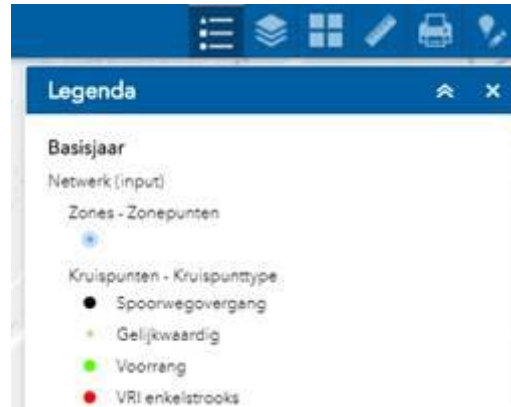 Legenda
Basisjaar
Netwerk (input)
Zones - Zonepunten
Kruispunten - Kruispunttype
Spoorwegovergang
Gelijkwaardig
Voorrang
VRI enkelstrooks